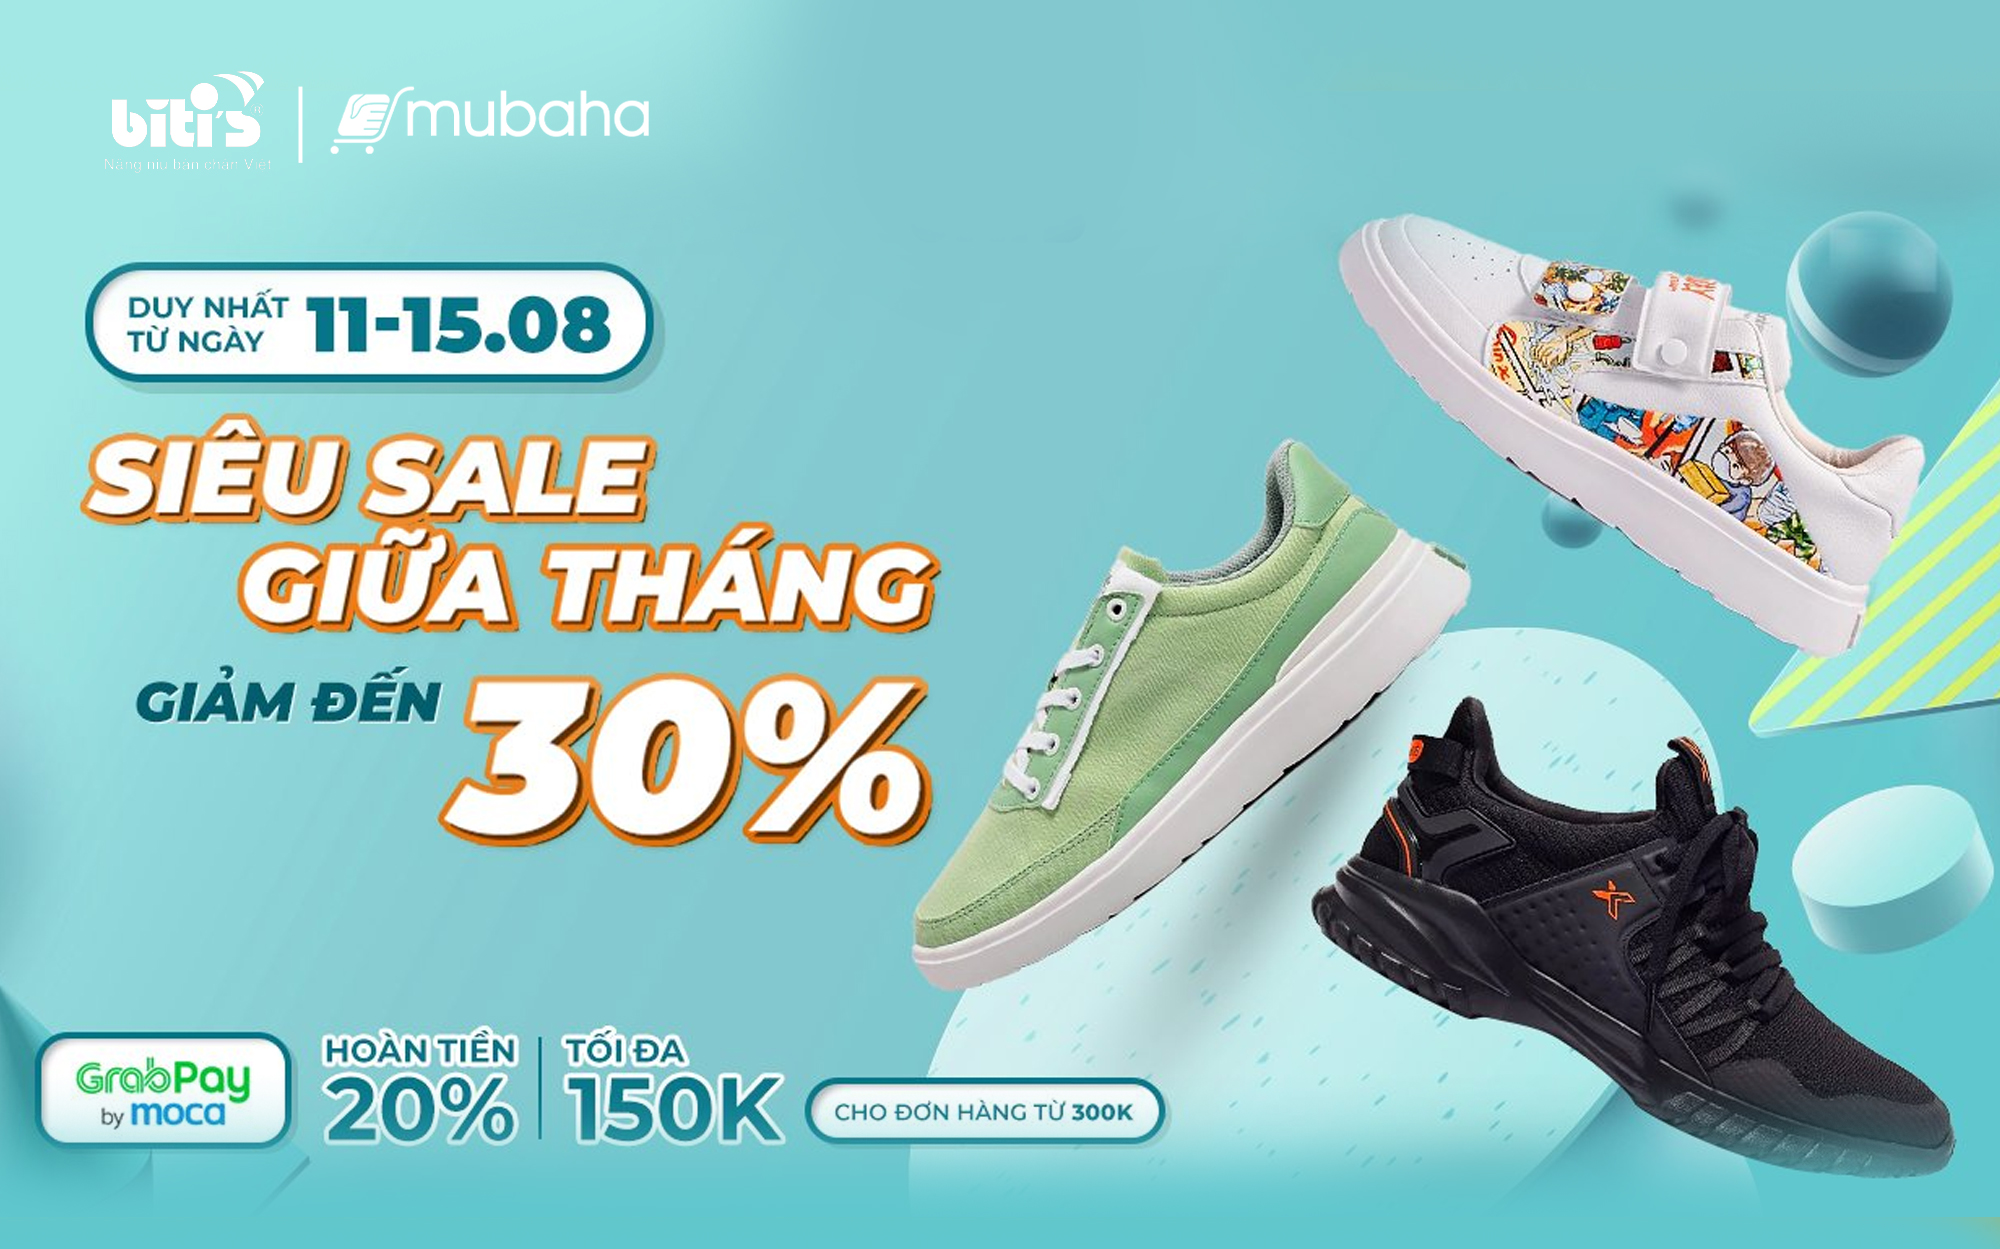 biti's
Nâng niu bàn chân Việt
mubaha
DUY NHẤT
TỪ NGÀY
11-15.08
SIÊU SALE
GIỮA THÁNG
GIẢM ĐẾN
30%
GrabPay
by moca
HOÀN TIỀN
20%
TỐI ĐA
150K
CHO ĐƠN HÀNG TỪ 300K